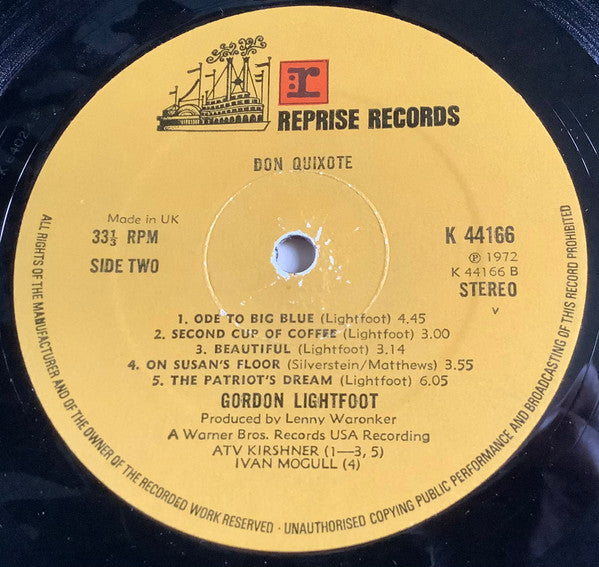 r
REPRISE RECORDS
DON QUIXOTE
Made in UK
33⅓ RPM
SIDE TWO
K 44166
℗ 1972
K 44166 B
STEREO
v
1. ODE TO BIG BLUE (Lightfoot) 4.45
2. SECOND CUP OF COFFEE (Lightfoot) 3.00
3. BEAUTIFUL (Lightfoot) 3.14
4. ON SUSAN'S FLOOR (Silverstein/Matthews) 3.55
5. THE PATRIOT'S DREAM (Lightfoot) 6.05
GORDON LIGHTFOOT
Produced by Lenny Waronker
A Warner Bros. Records USA Recording
ATV KIRSHNER (1—3, 5)
IVAN MOGULL (4)
ALL RIGHTS OF THE MANUFACTURER AND OF THE OWNER OF THE RECORDED WORK RESERVED · UNAUTHORISED COPYING PUBLIC PERFORMANCE AND BROADCASTING OF THIS RECORD PROHIBITED